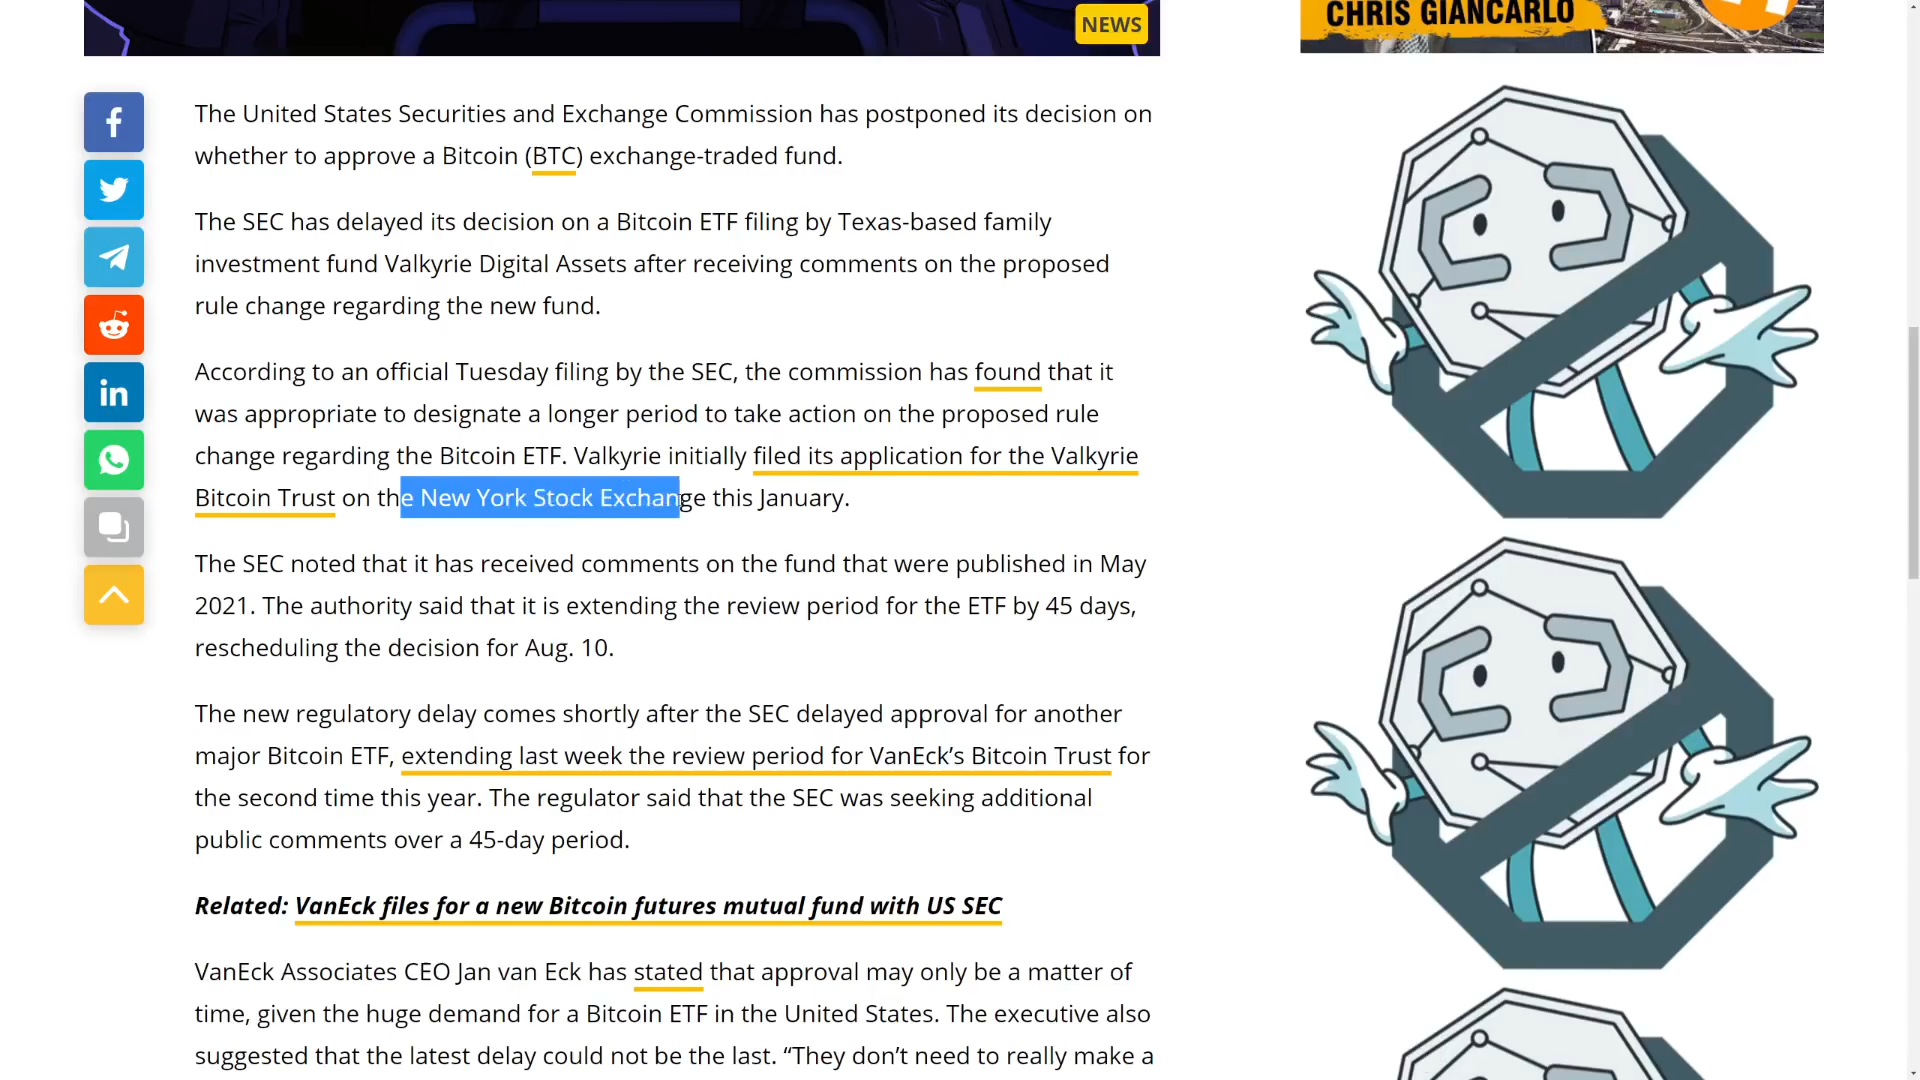 NEWS
CHRIS GIANCARLO
The United States Securities and Exchange Commission has postponed its decision on
whether to approve a Bitcoin (BTC) exchange-traded fund.
The SEC has delayed its decision on a Bitcoin ETF filing by Texas-based family
investment fund Valkyrie Digital Assets after receiving comments on the proposed
rule change regarding the new fund.
According to an official Tuesday filing by the SEC, the commission has found that it
was appropriate to designate a longer period to take action on the proposed rule
change regarding the Bitcoin ETF. Valkyrie initially filed its application for the Valkyrie
Bitcoin Trust on the New York Stock Exchange this January.
The SEC noted that it has received comments on the fund that were published in May
2021. The authority said that it is extending the review period for the ETF by 45 days,
rescheduling the decision for Aug. 10.
The new regulatory delay comes shortly after the SEC delayed approval for another
major Bitcoin ETF, extending last week the review period for VanEck’s Bitcoin Trust for
the second time this year. The regulator said that the SEC was seeking additional
public comments over a 45-day period.
Related: VanEck files for a new Bitcoin futures mutual fund with US SEC
VanEck Associates CEO Jan van Eck has stated that approval may only be a matter of
time, given the huge demand for a Bitcoin ETF in the United States. The executive also
suggested that the latest delay could not be the last. “They don’t need to really make a